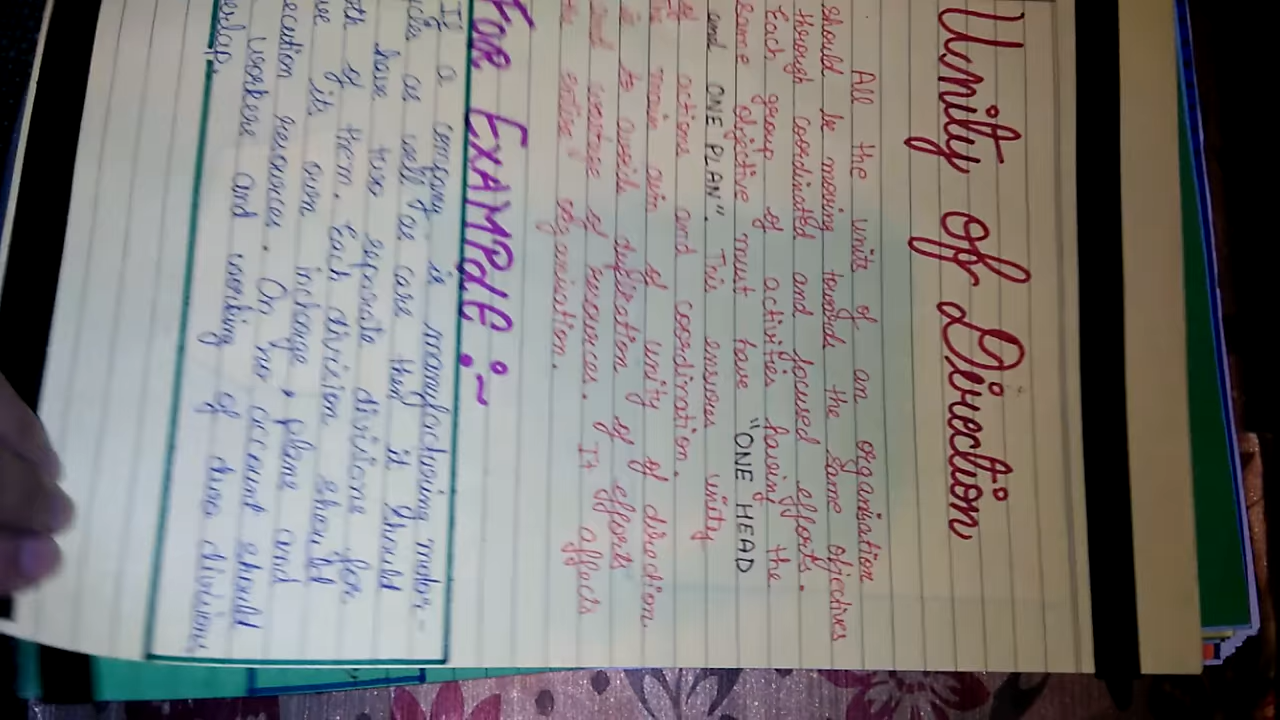 Unity of Direction
All the units of an organisation
should be moving towards the same objectives
through coordinated and focused efforts.
Each group of activities having the
same objective must have "ONE HEAD
and ONE PLAN". This ensures unity
of actions and coordination.
The main aim of unity of direction
is to avoid duplication of efforts
and wastage of resources. It affects
the entire organisation.
FOR EXAMPLE :~
If a company is manufacturing motor-
cycles as well as cars then it should
have two separate divisions for
both of them. Each division should
have its own incharge, plans and
execution resources. On no account should
workers and working of two divisions
overlap.